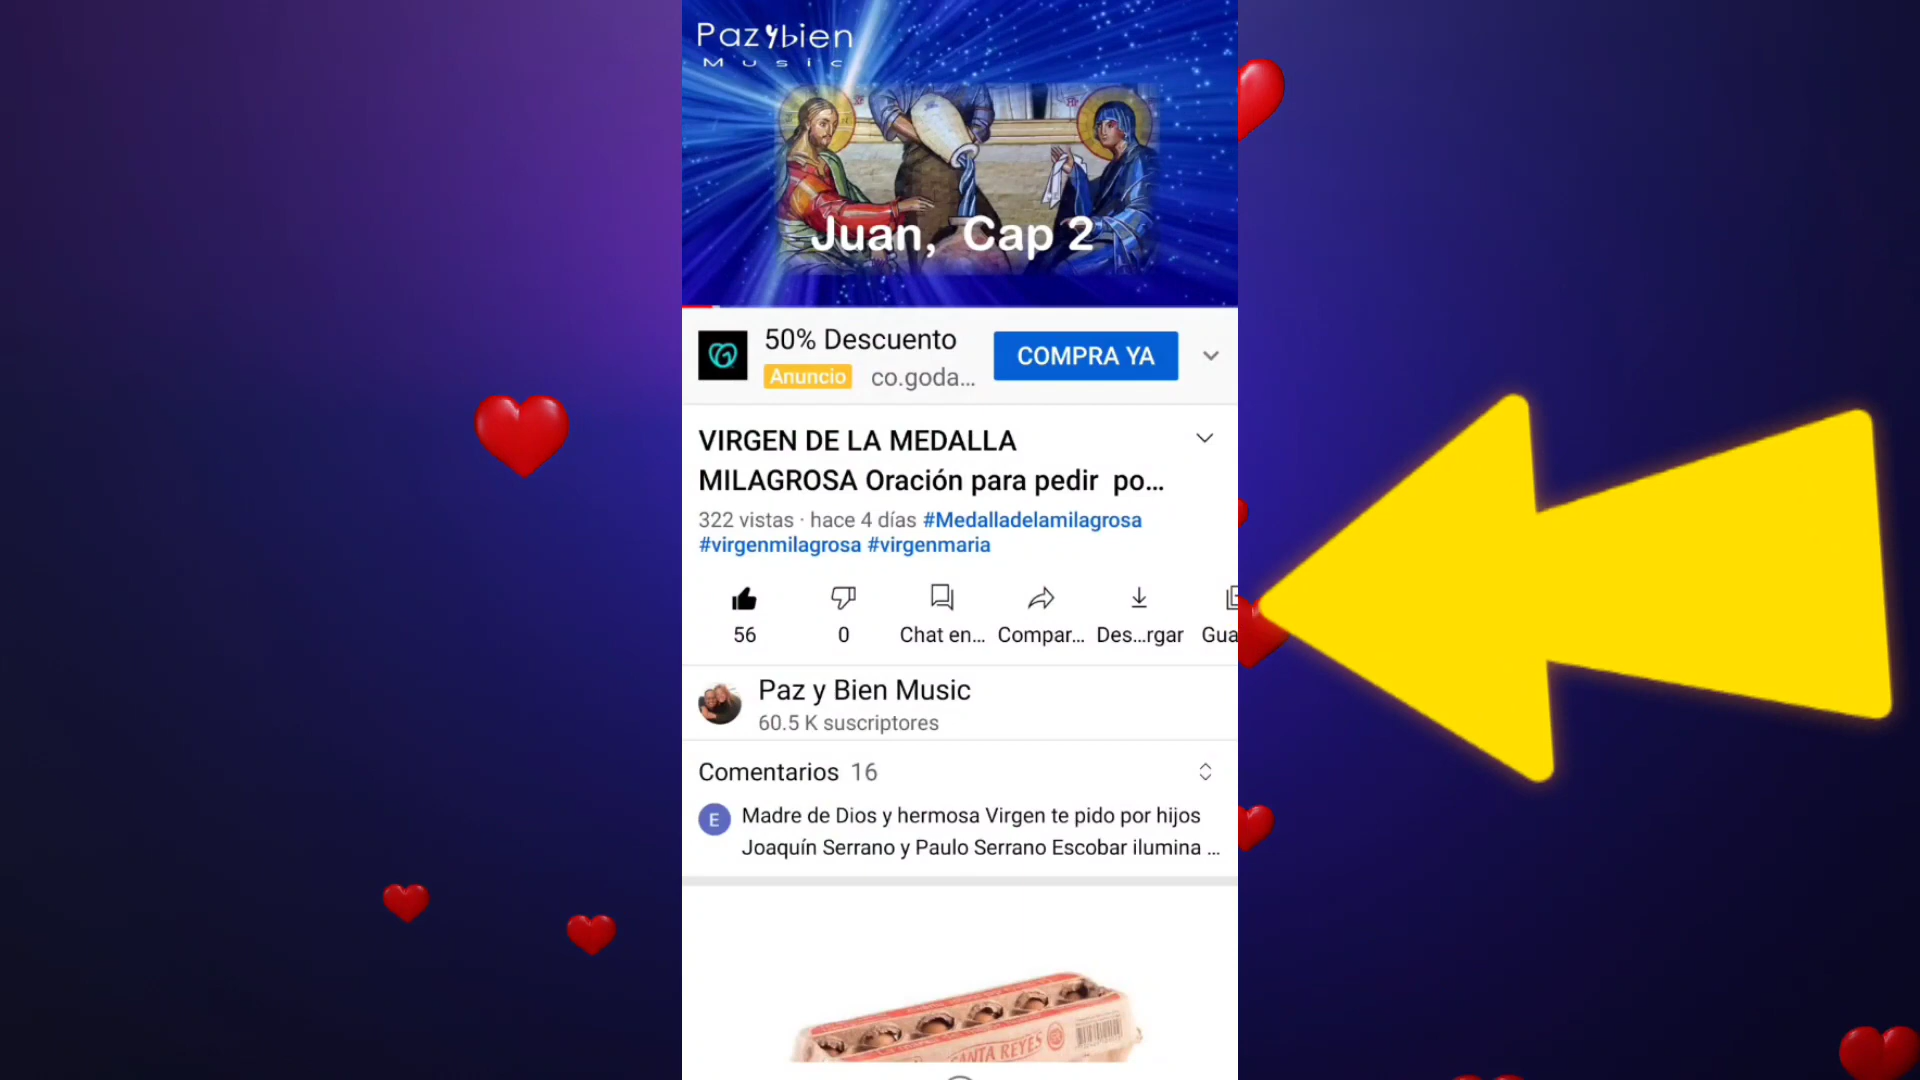 Pazybien
Music
Juan, Cap 2
50% Descuento
Anuncio co.goda...
COMPRA YA
VIRGEN DE LA MEDALLA
MILAGROSA Oración para pedir po...
322 vistas · hace 4 días #Medalladelamilagrosa
#virgenmilagrosa #virgenmaria
56 0 Chat en... Compar... Des...rgar Gua
Paz y Bien Music
60.5 K suscriptores
Comentarios 16
E
Madre de Dios y hermosa Virgen te pido por hijos
Joaquín Serrano y Paulo Serrano Escobar ilumina ...
SANTA REYES